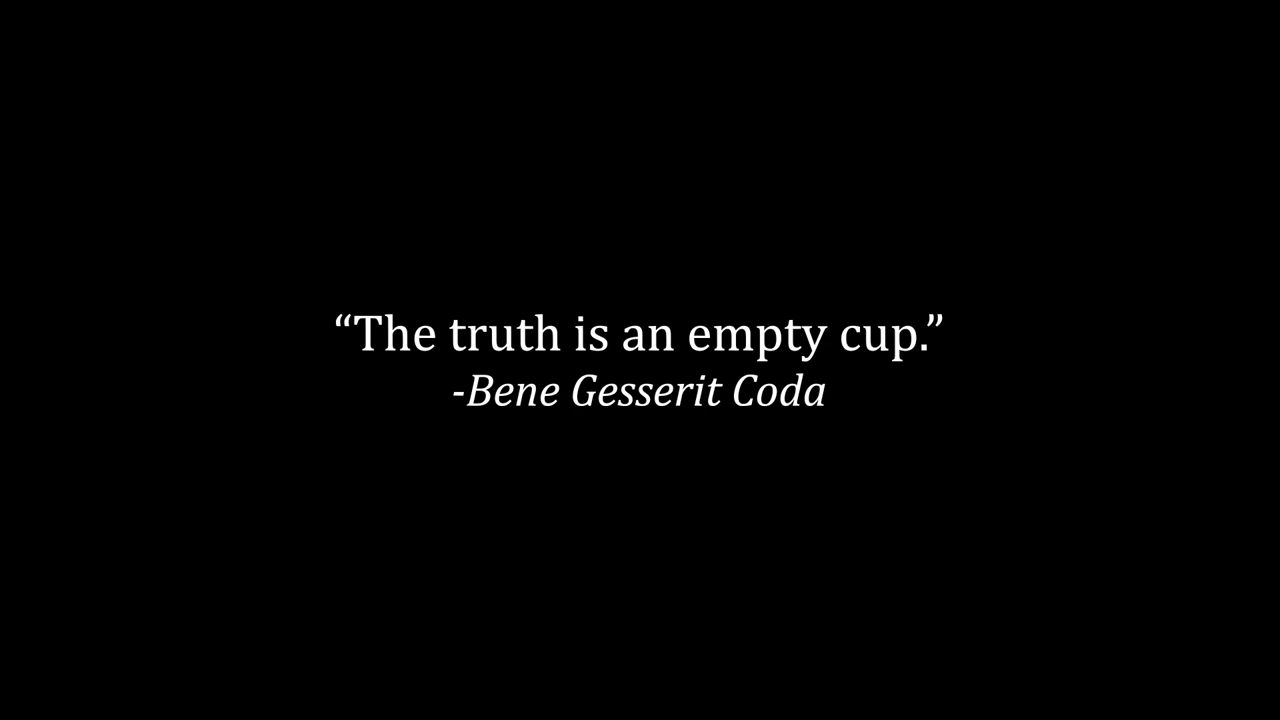 “The truth is an empty cup.”
-Bene Gesserit Coda